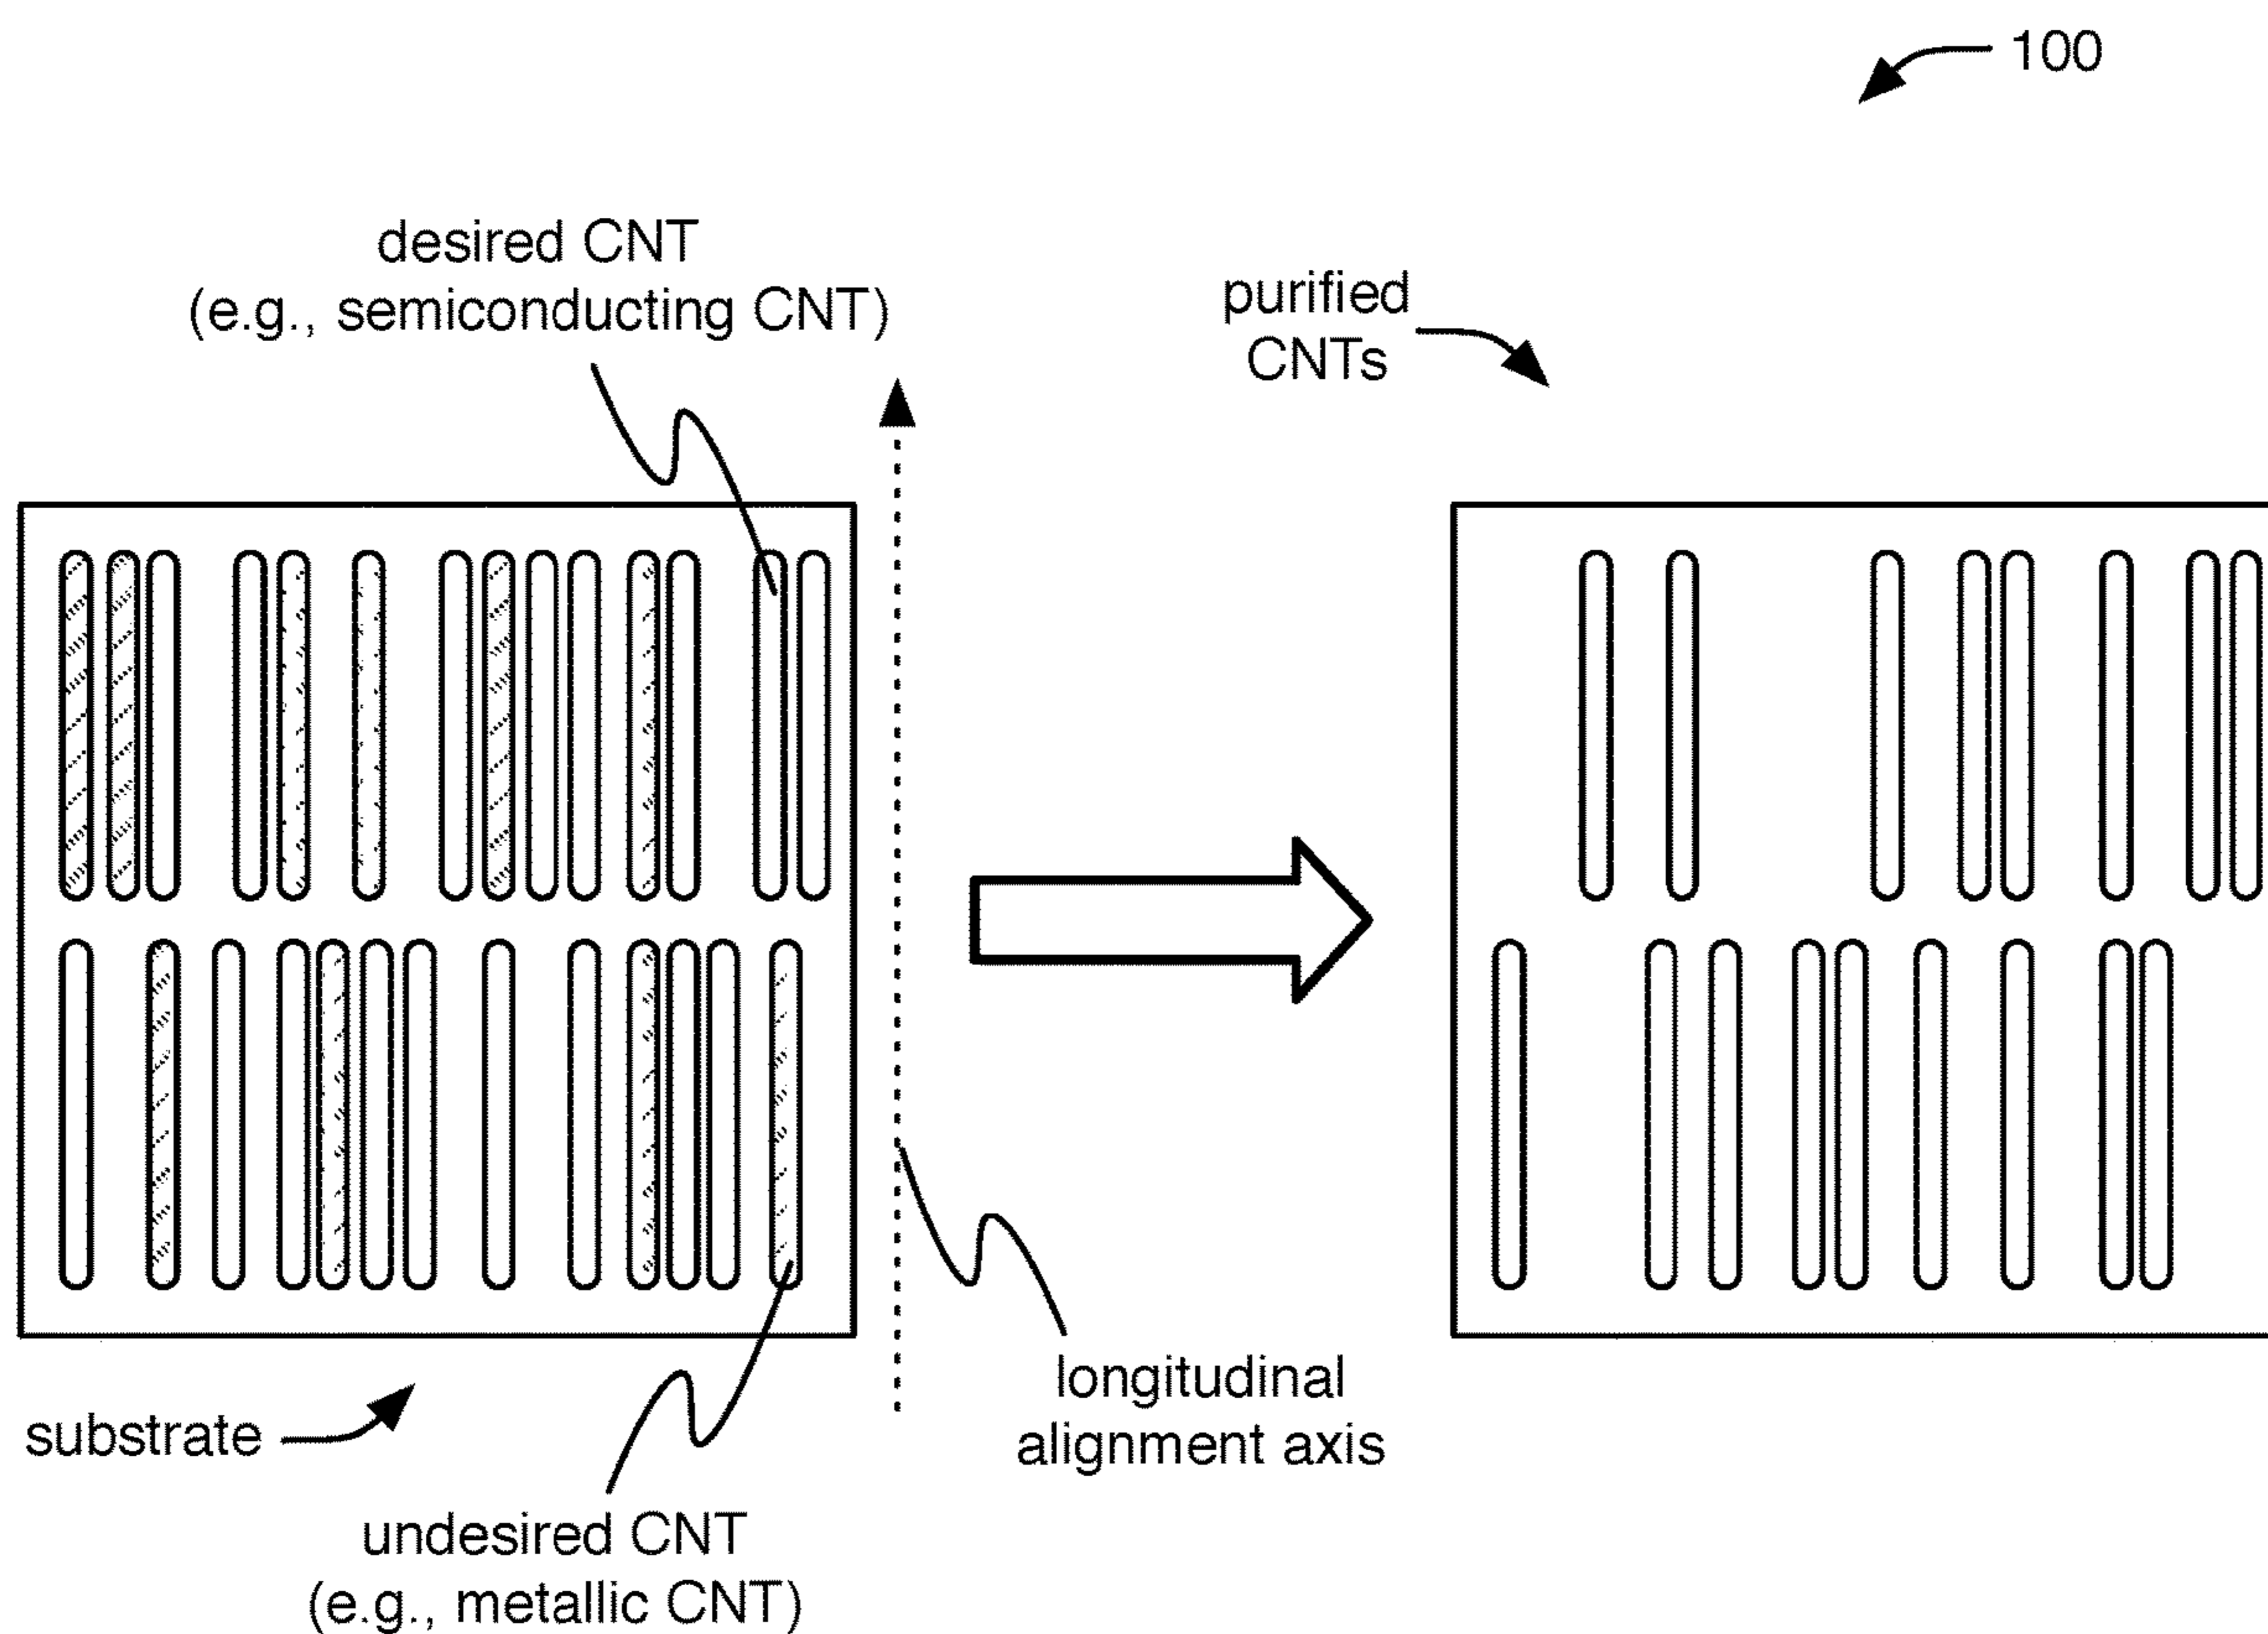 100
desired CNT
(e.g., semiconducting CNT)
purified
CNTs
longitudinal
alignment axis
substrate
undesired CNT
(e.g., metallic CNT)